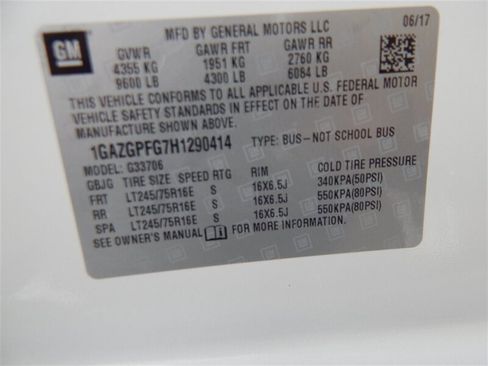 MFD BY GENERAL MOTORS LLC
06/17
GM
GVWR GAWR FRT GAWR RR
4355 KG 1951 KG 2760 KG
9600 LB 4300 LB 6084 LB
THIS VEHICLE CONFORMS TO ALL APPLICABLE U.S. FEDERAL MOTOR
VEHICLE SAFETY STANDARDS IN EFFECT ON THE DATE OF
MANUFACTURE SHOWN ABOVE.
1GAZGPFG7H1290414 TYPE: BUS–NOT SCHOOL BUS
MODEL: G33706
GBJG TIRE SIZE SPEED RTG RIM COLD TIRE PRESSURE
FRT LT245/75R16E S 16X6.5J 340KPA(50PSI)
RR LT245/75R16E S 16X6.5J 550KPA(80PSI)
SPA LT245/75R16E S 16X6.5J 550KPA(80PSI)
SEE OWNER'S MANUAL FOR MORE INFORMATION.